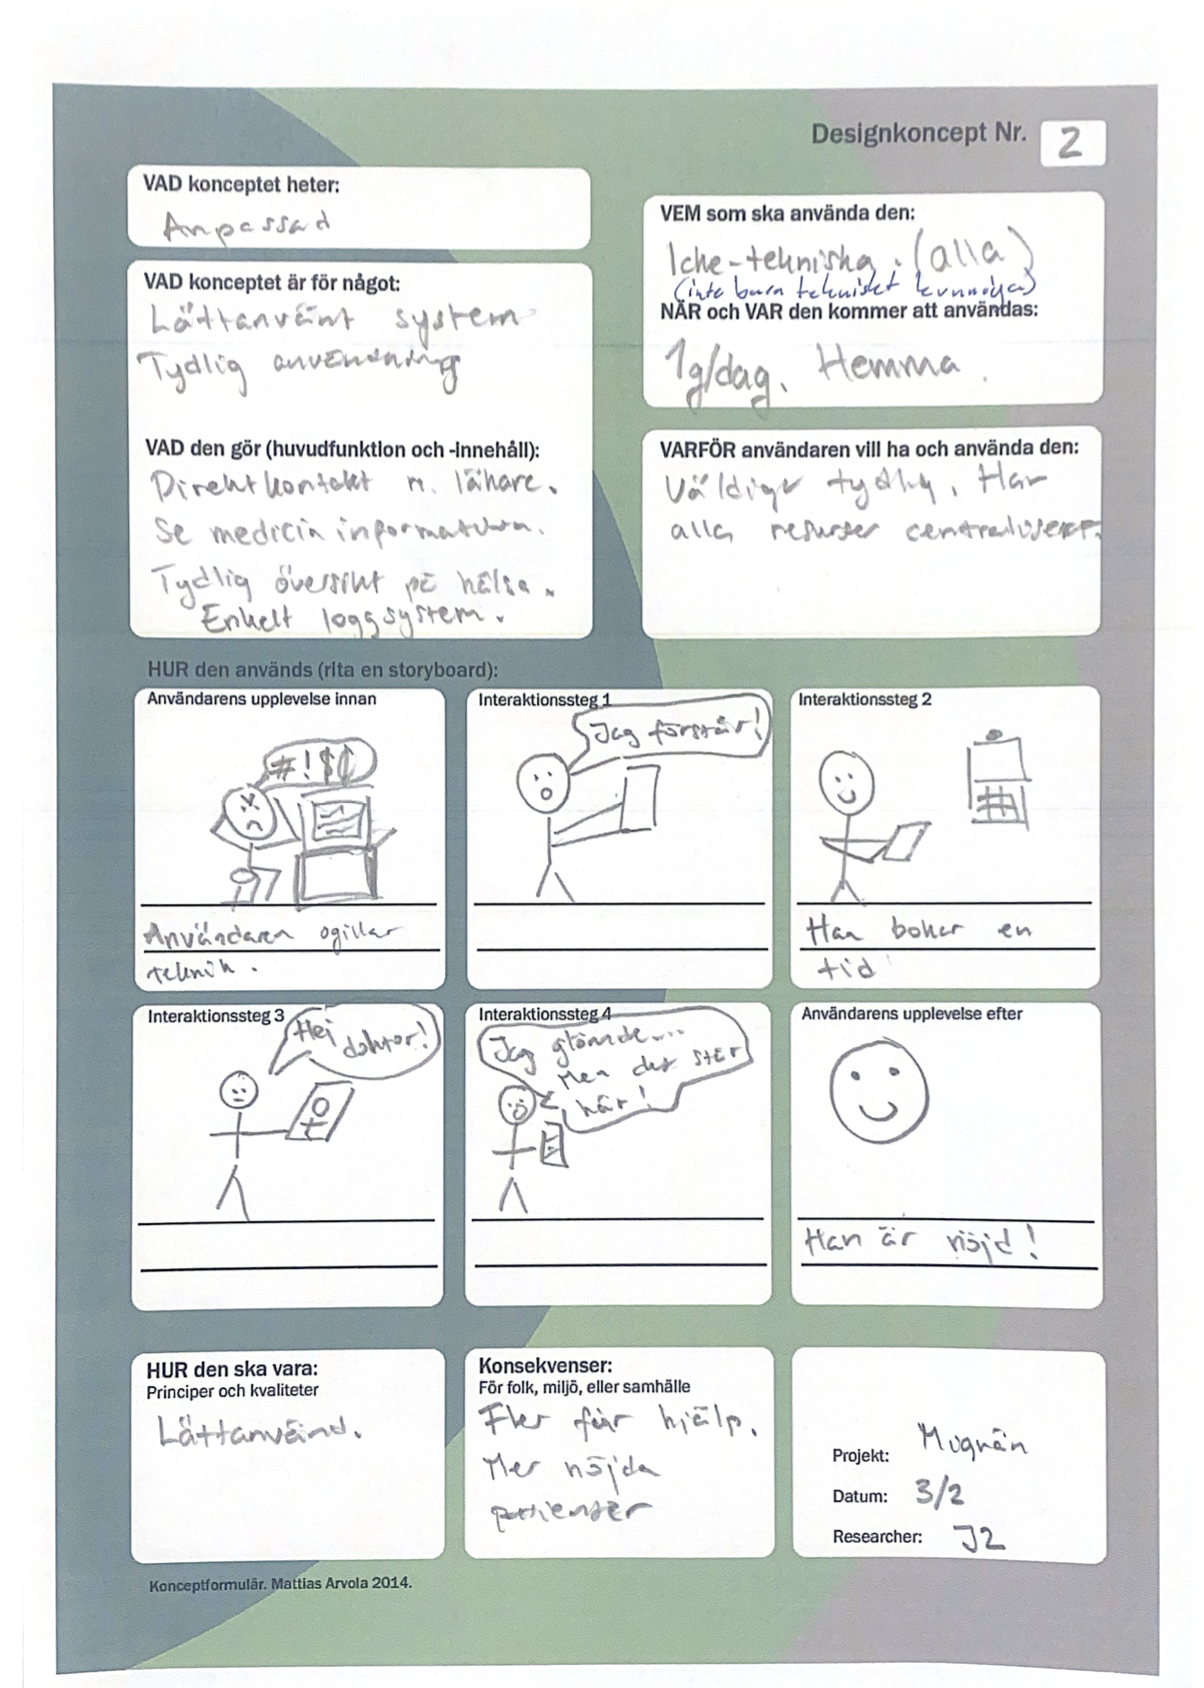 Designkoncept Nr. 2
VAD konceptet heter:
Anpassad
VAD konceptet är för något:
Lättanvänt system
Tydlig användning
VAD den gör (huvudfunktion och -innehåll):
Direktkontakt m. läkare.
Se medicin information.
Tydlig översikt på hälsa.
Enkelt loggsystem.
VEM som ska använda den:
Icke-tekniska. (alla)
(inte bara tekniskt kunniga)
NÄR och VAR den kommer att användas:
1g/dag. Hemma.
VARFÖR användaren vill ha och använda den:
Väldigt tydlig. Har
alla resurser centraliserat.
HUR den används (rita en storyboard):
Användarens upplevelse innan
#!$₵
Användaren ogillar
teknik.
Interaktionssteg 1
Jag förstår!
Interaktionssteg 2
Han bokar en
tid
Interaktionssteg 3
Hej
doktor!
Interaktionssteg 4
Jag glömde...
Men det står
här!
Användarens upplevelse efter
Han är nöjd!
HUR den ska vara:
Principer och kvaliteter
Lättanvänd.
Konsekvenser:
För folk, miljö, eller samhälle
Fler får hjälp.
Mer nöjda
patienter
Projekt: Migrän
Datum: 3/2
Researcher: J2
Konceptformulär. Mattias Arvola 2014.